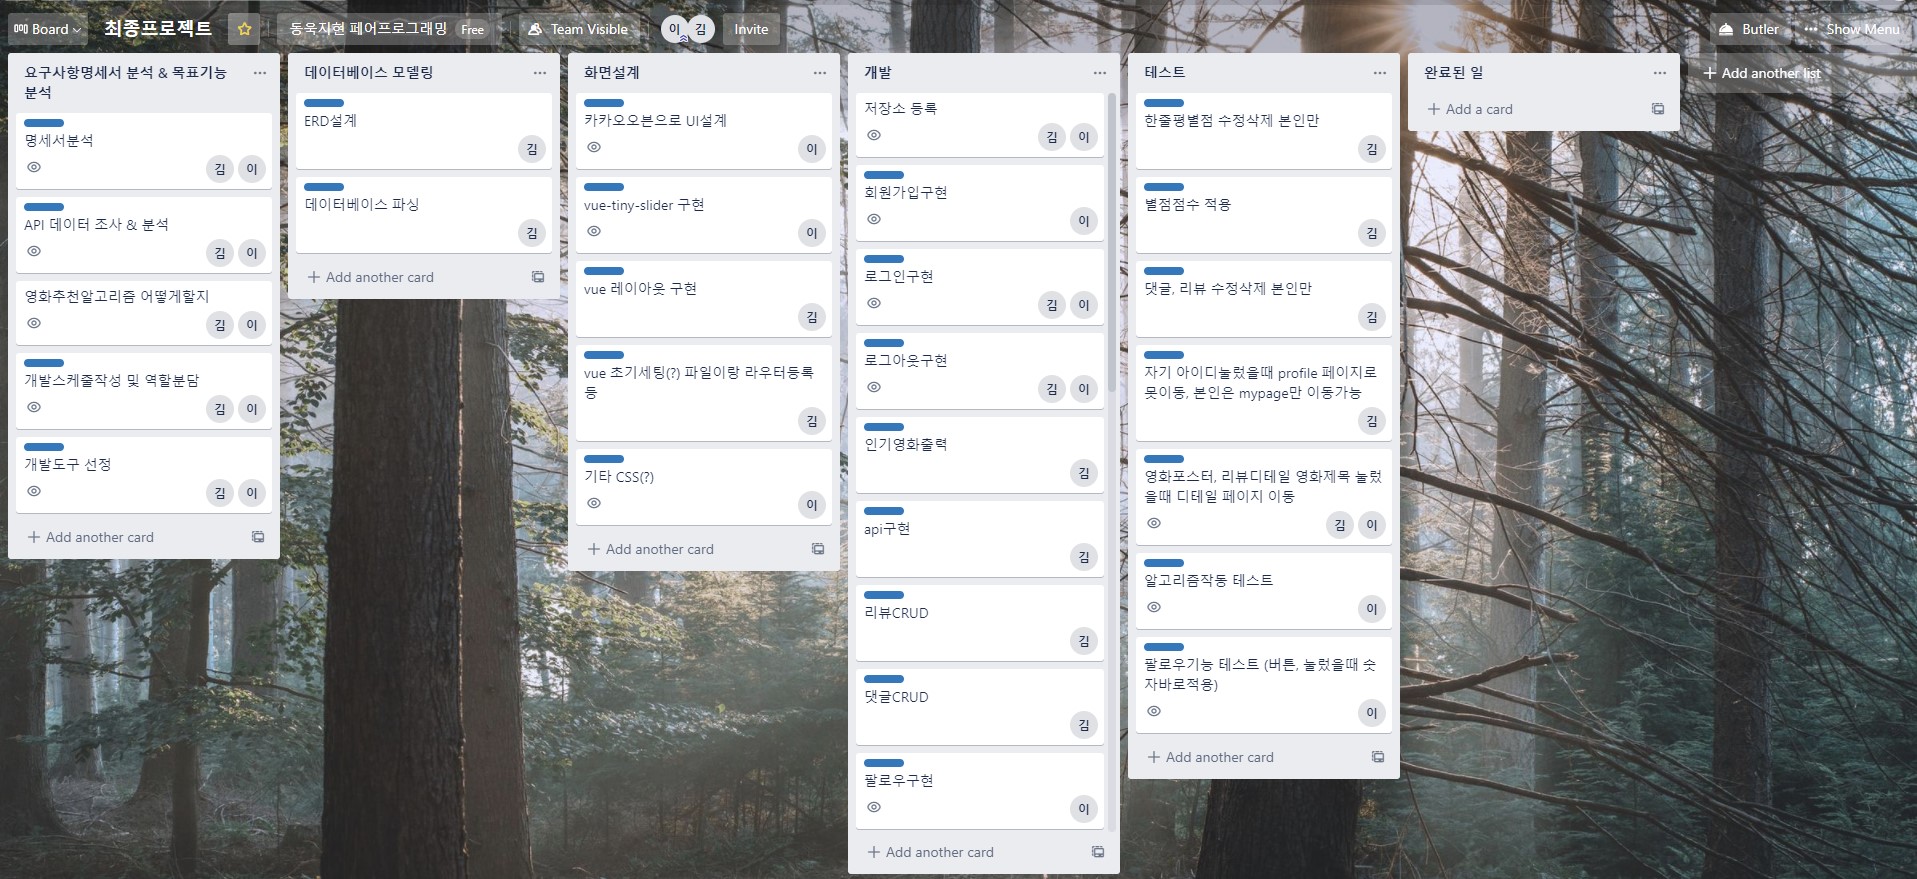 Board
최종프로젝트
동욱지현 페어프로그래밍 Free
Team Visible
이 김
Invite
Butler
Show Menu
요구사항명세서 분석 & 목표기능
분석
명세서분석
김 이
API 데이터 조사 & 분석
김 이
영화추천알고리즘 어떻게할지
김 이
개발스케줄작성 및 역할분담
김 이
개발도구 선정
김 이
+ Add another card
데이터베이스 모델링
ERD설계
김
데이터베이스 파싱
김
+ Add another card
화면설계
카카오오븐으로 UI설계
이
vue-tiny-slider 구현
이
vue 레이아웃 구현
김
vue 초기세팅(?) 파일이랑 라우터등록
등
김
기타 CSS(?)
이
+ Add another card
개발
저장소 등록
김 이
회원가입구현
이
로그인구현
김 이
로그아웃구현
김 이
인기영화출력
김
api구현
김
리뷰CRUD
김
댓글CRUD
김
팔로우구현
이
+ Add another card
테스트
한줄평별점 수정삭제 본인만
김
별점점수 적용
김
댓글, 리뷰 수정삭제 본인만
김
자기 아이디눌렀을때 profile 페이지로
못이동, 본인은 mypage만 이동가능
김
영화포스터, 리뷰디테일 영화제목 눌렀
을때 디테일 페이지 이동
김 이
알고리즘작동 테스트
이
팔로우기능 테스트 (버튼, 눌렀을때 숫
자바로적용)
이
+ Add another card
완료된 일
+ Add a card
+ Add another list